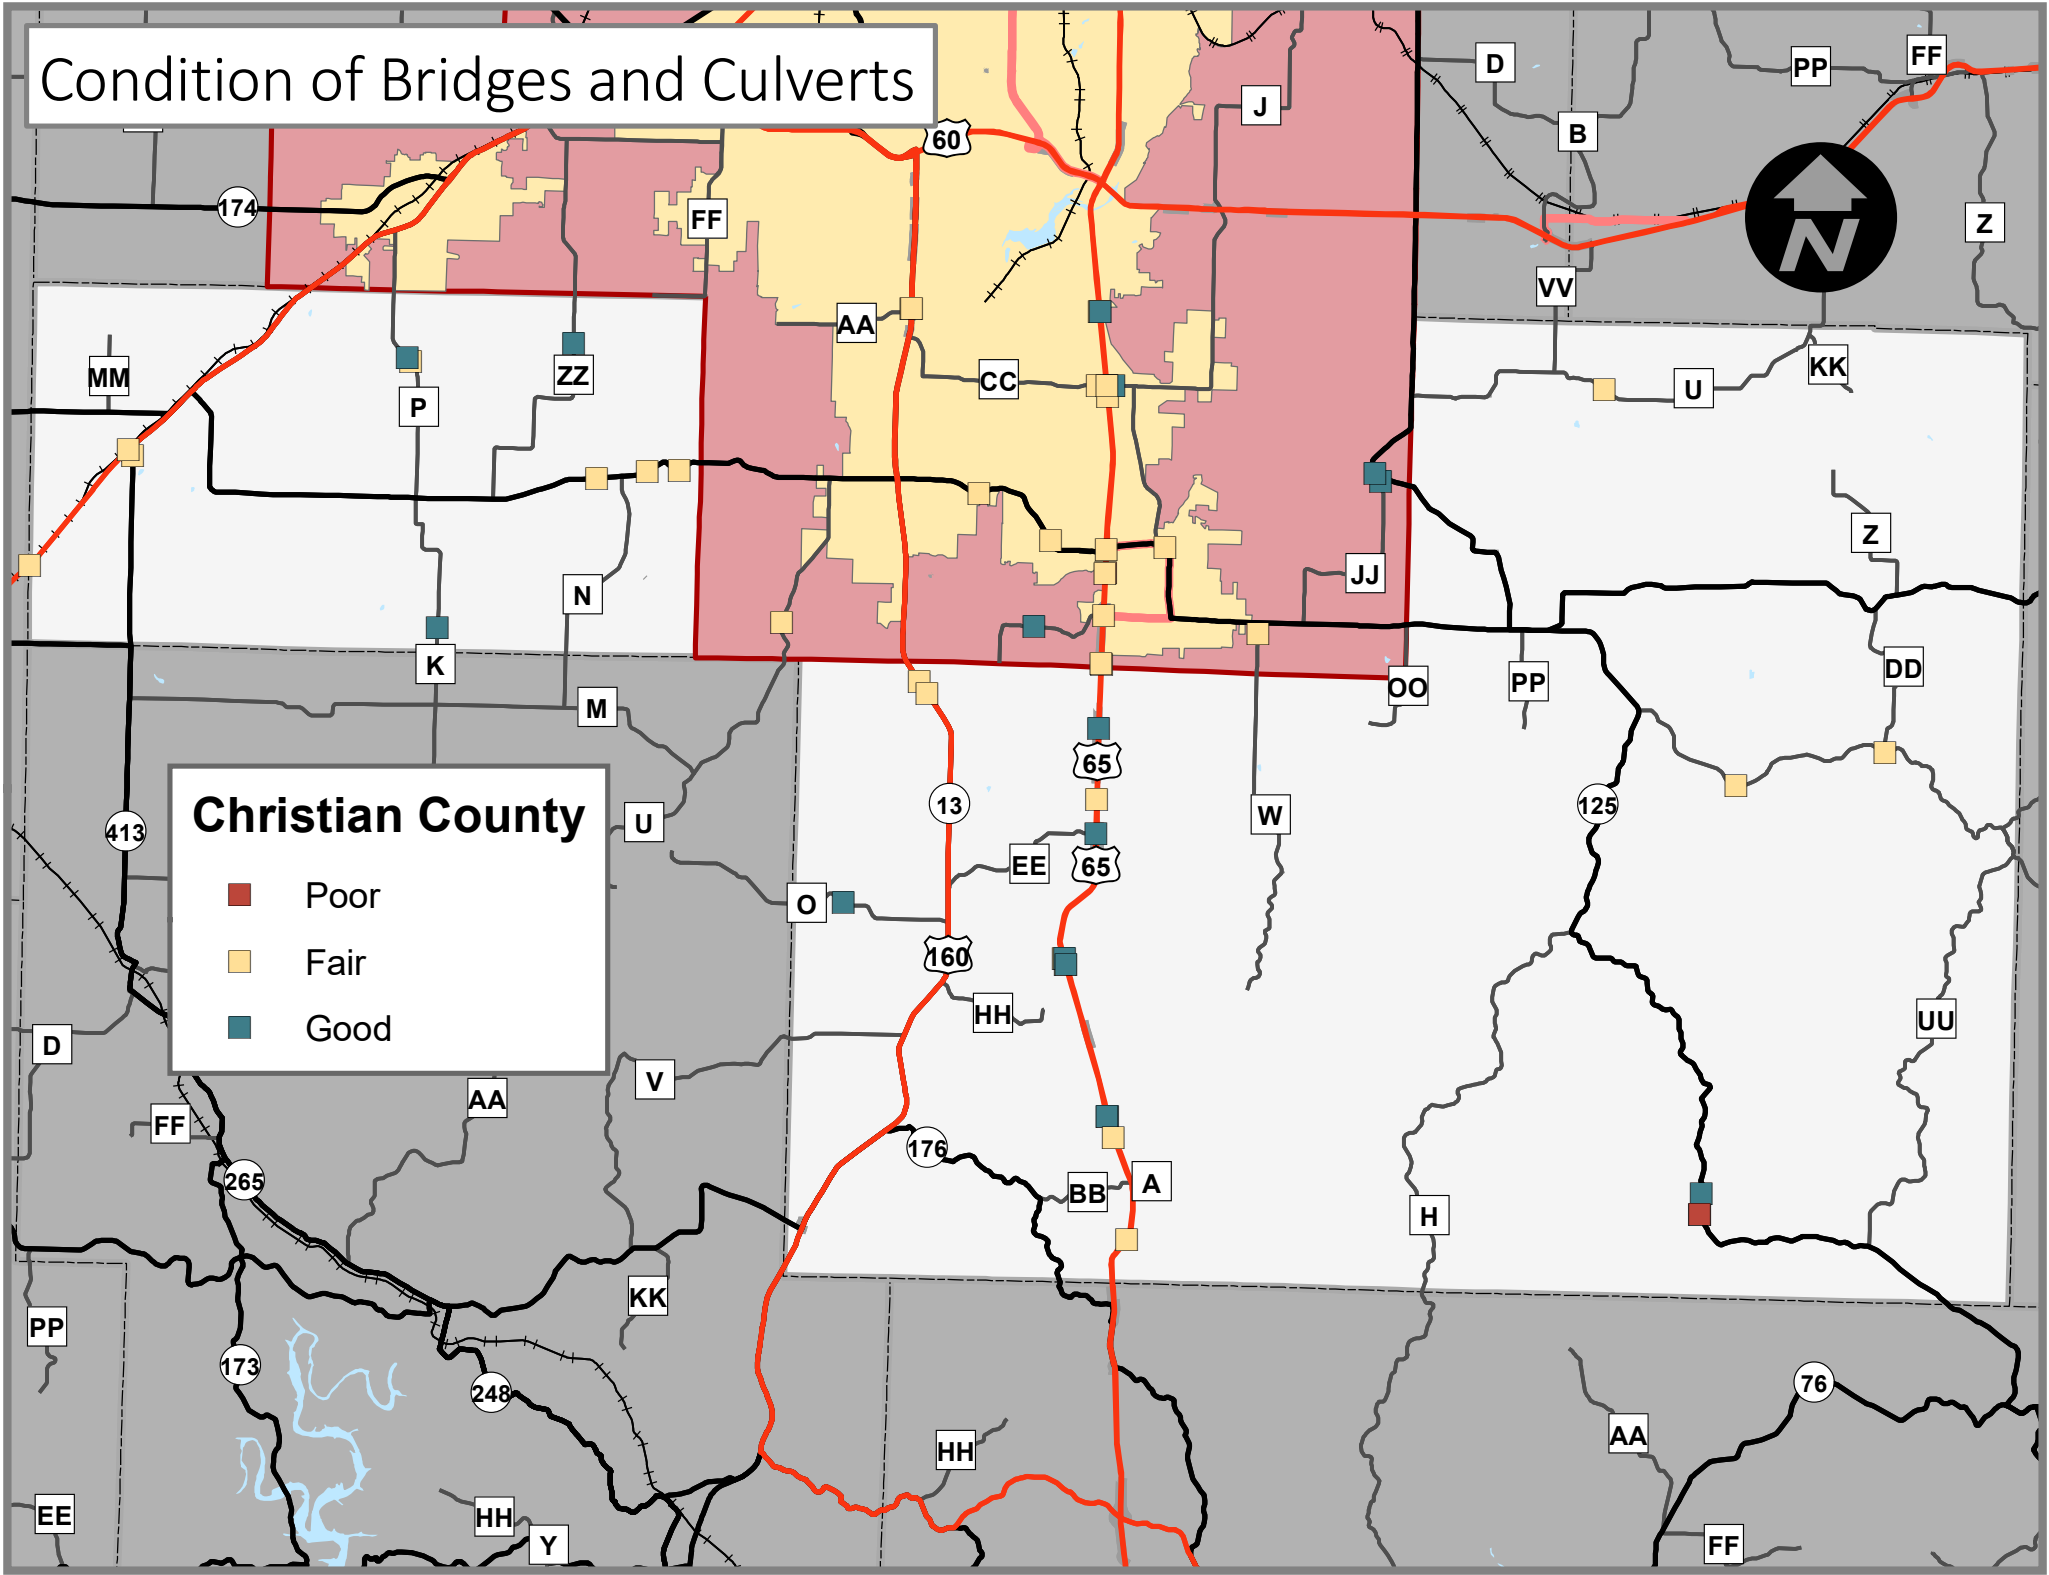 Condition of Bridges and Culverts
D
PP
FF
J
B
60
174
FF
Z
N
VV
AA
MM
ZZ
CC
KK
P
U
Z
JJ
N
K
DD
PP
OO
M
65
13
125
W
U
413
Christian County
Poor
Fair
Good
EE
65
O
160
HH
UU
D
V
AA
FF
176
265
A
BB
H
KK
PP
173
76
248
AA
HH
EE
HH
Y
FF